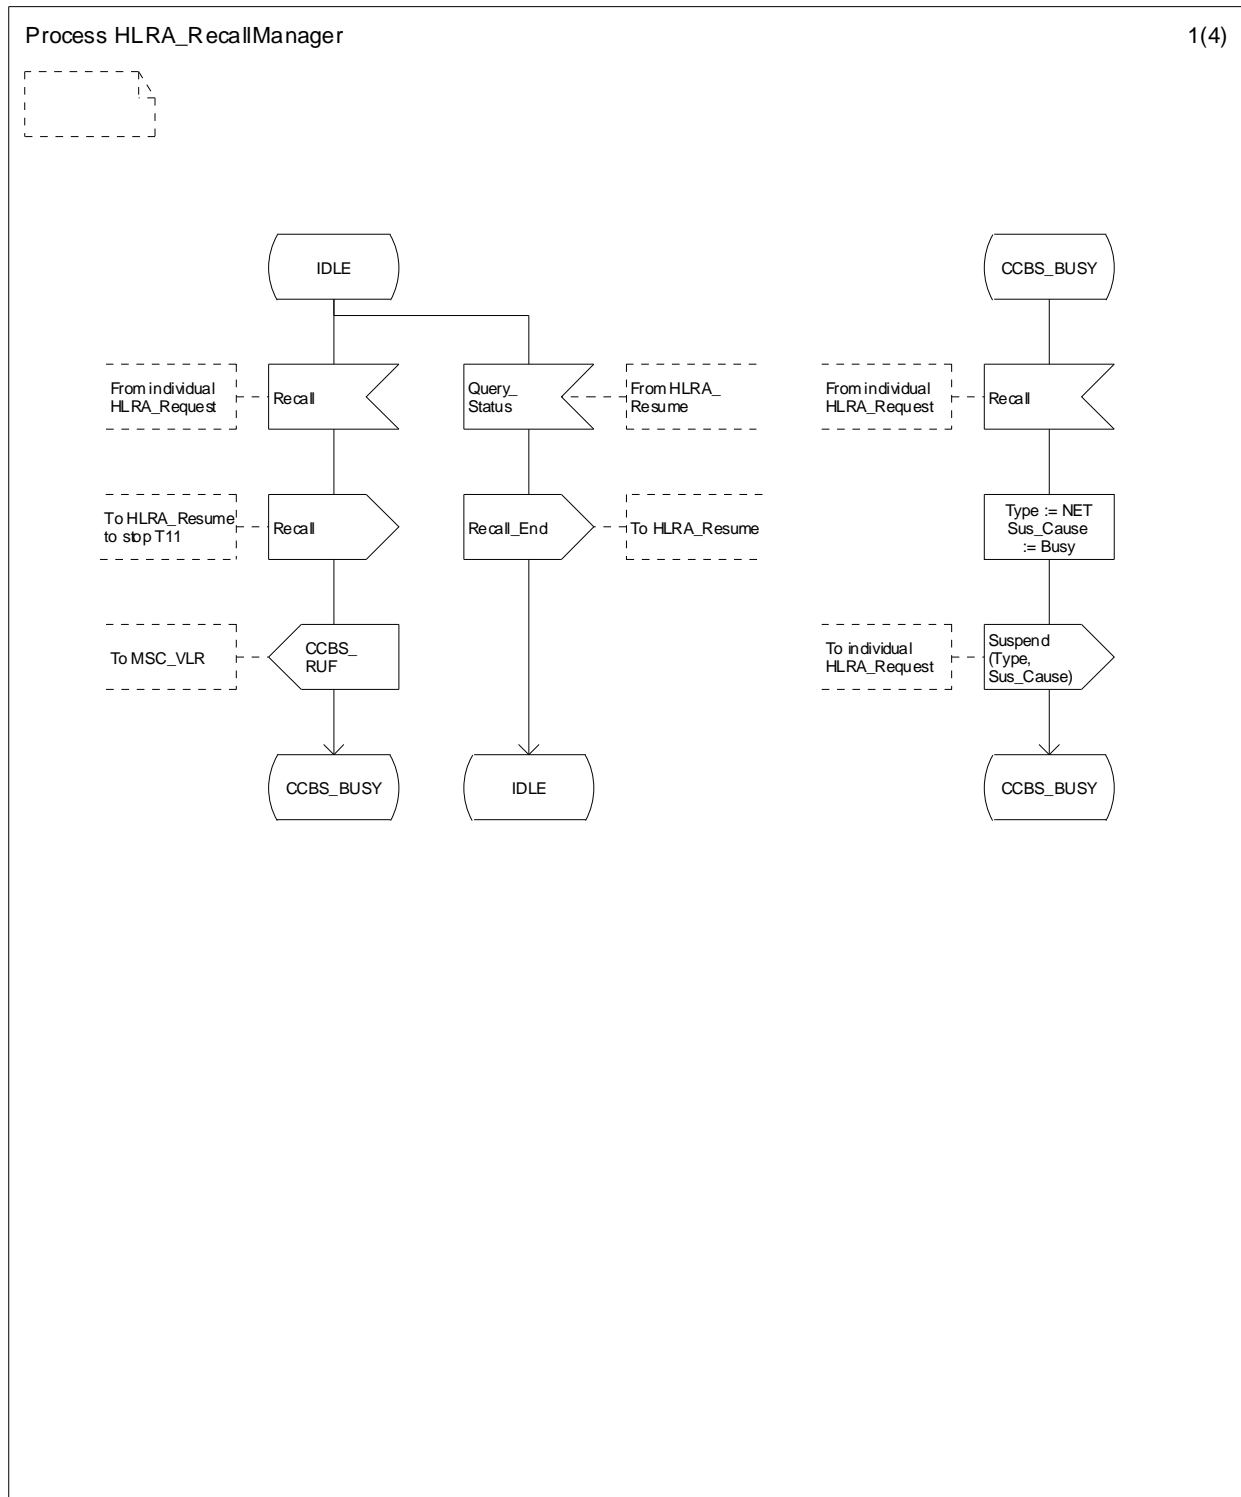 Process HLRA_RecallManager
1(4)
IDLE
From individual
HLRA_Request
Recall
To HLRA_Resume
to stop T11
Recall
To MSC_VLR
CCBS_
RUF
CCBS_BUSY
Query_
Status
From HLRA_
Resume
Recall_End
To HLRA_Resume
IDLE
CCBS_BUSY
From individual
HLRA_Request
Recall
Type := NET
Sus_Cause
:= Busy
To individual
HLRA_Request
Suspend
(Type,
Sus_Cause)
CCBS_BUSY